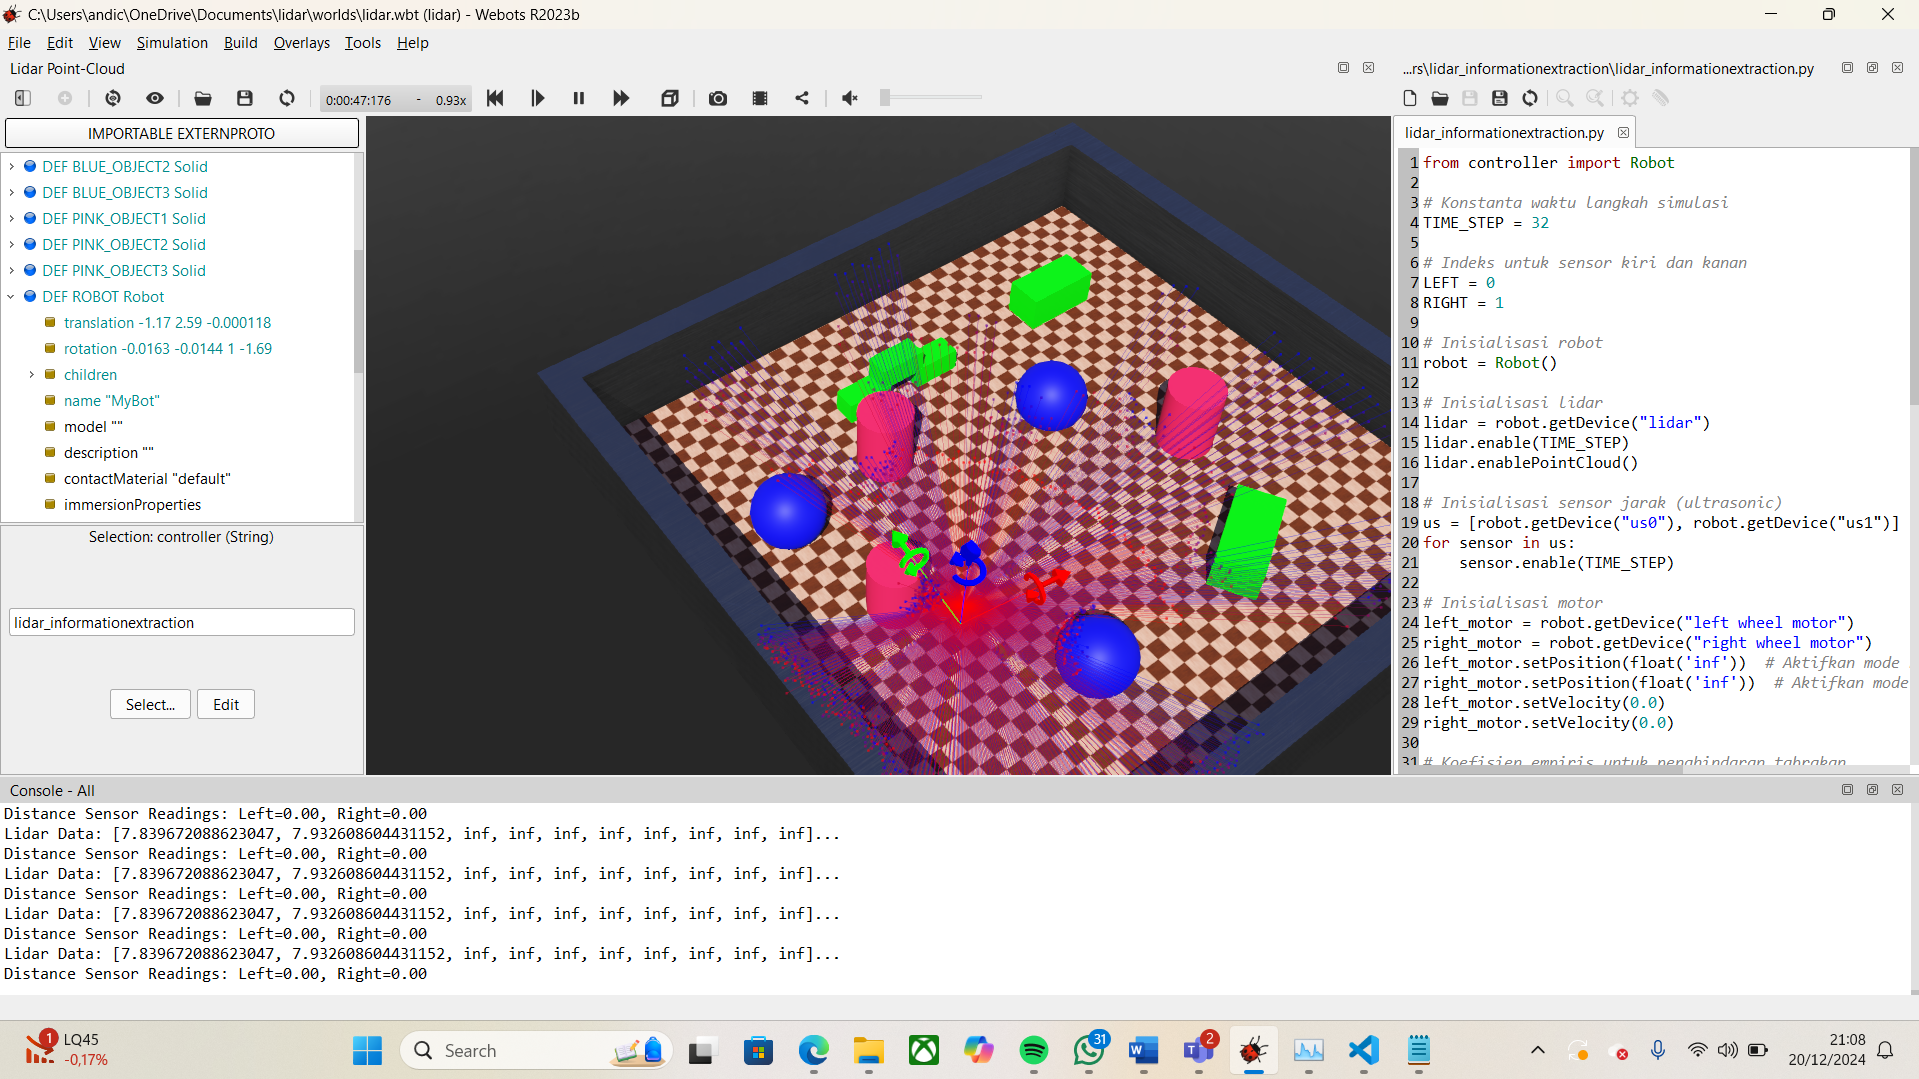 C:\Users\andic\OneDrive\Documents\lidar\worlds\lidar.wbt (lidar) - Webots R2023b
File Edit View Simulation Build Overlays Tools Help
Lidar Point-Cloud
0:00:47:176 - 0.93x
IMPORTABLE EXTERNPROTO
DEF BLUE_OBJECT2 Solid
DEF BLUE_OBJECT3 Solid
DEF PINK_OBJECT1 Solid
DEF PINK_OBJECT2 Solid
DEF PINK_OBJECT3 Solid
DEF ROBOT Robot
translation -1.17 2.59 -0.000118
rotation -0.0163 -0.0144 1 -1.69
children
name "MyBot"
model ""
description ""
contactMaterial "default"
immersionProperties
Selection: controller (String)
lidar_informationextraction
Select... Edit
...rs\lidar_informationextraction\lidar_informationextraction.py
lidar_informationextraction.py
1 from controller import Robot
2
3 # Konstanta waktu langkah simulasi
4 TIME_STEP = 32
5
6 # Indeks untuk sensor kiri dan kanan
7 LEFT = 0
8 RIGHT = 1
9
10 # Inisialisasi robot
11 robot = Robot()
12
13 # Inisialisasi lidar
14 lidar = robot.getDevice("lidar")
15 lidar.enable(TIME_STEP)
16 lidar.enablePointCloud()
17
18 # Inisialisasi sensor jarak (ultrasonic)
19 us = [robot.getDevice("us0"), robot.getDevice("us1")]
20 for sensor in us:
21     sensor.enable(TIME_STEP)
22
23 # Inisialisasi motor
24 left_motor = robot.getDevice("left wheel motor")
25 right_motor = robot.getDevice("right wheel motor")
26 left_motor.setPosition(float('inf'))  # Aktifkan mode
27 right_motor.setPosition(float('inf'))  # Aktifkan mode
28 left_motor.setVelocity(0.0)
29 right_motor.setVelocity(0.0)
30
31 # Koefisien empiris untuk penghindaran tabrakan
Console - All
Distance Sensor Readings: Left=0.00, Right=0.00
Lidar Data: [7.839672088623047, 7.932608604431152, inf, inf, inf, inf, inf, inf, inf, inf]...
Distance Sensor Readings: Left=0.00, Right=0.00
Lidar Data: [7.839672088623047, 7.932608604431152, inf, inf, inf, inf, inf, inf, inf, inf]...
Distance Sensor Readings: Left=0.00, Right=0.00
Lidar Data: [7.839672088623047, 7.932608604431152, inf, inf, inf, inf, inf, inf, inf, inf]...
Distance Sensor Readings: Left=0.00, Right=0.00
Lidar Data: [7.839672088623047, 7.932608604431152, inf, inf, inf, inf, inf, inf, inf, inf]...
Distance Sensor Readings: Left=0.00, Right=0.00
1 LQ45
-0,17%
Search
31
2
21:08
20/12/2024